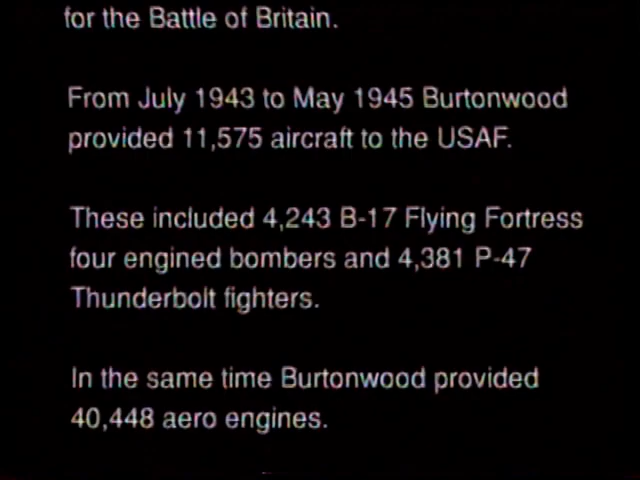 for the Battle of Britain.
From July 1943 to May 1945 Burtonwood
provided 11,575 aircraft to the USAF.
These included 4,243 B-17 Flying Fortress
four engined bombers and 4,381 P-47
Thunderbolt fighters.
In the same time Burtonwood provided
40,448 aero engines.